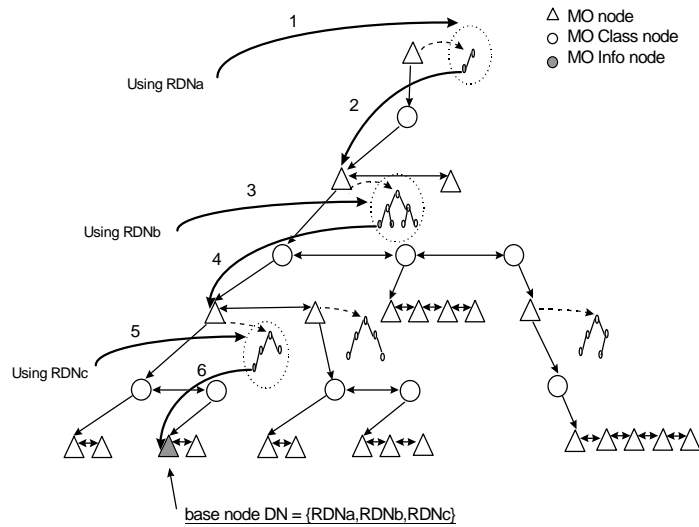 1
MO node
MO Class node
MO Info node
Using RDNa
2
3
Using RDNb
4
5
Using RDNc
6
base node DN = {RDNa,RDNb,RDNc}